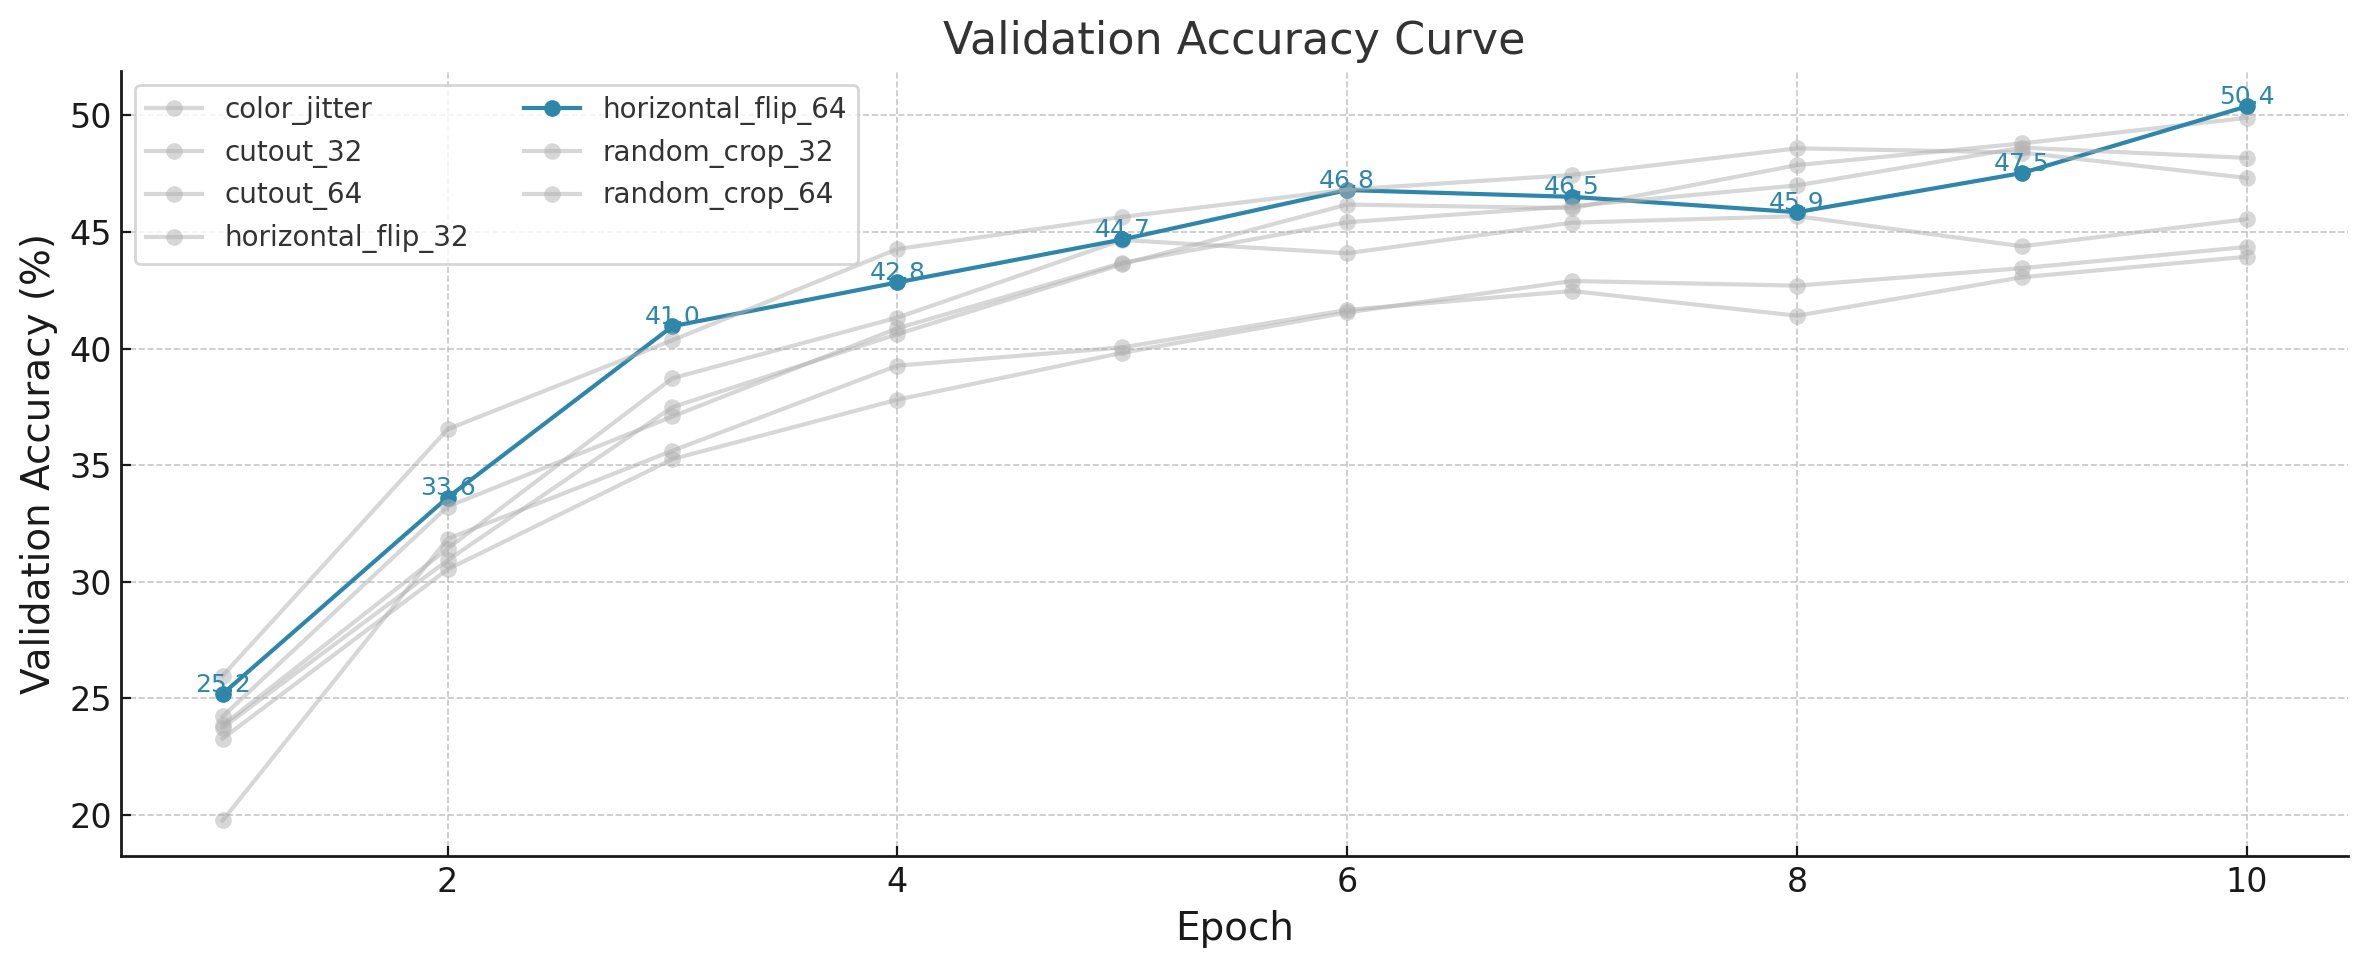 Validation Accuracy Curve
color_jitter
cutout_32
cutout_64
horizontal_flip_32
horizontal_flip_64
random_crop_32
random_crop_64
Validation Accuracy (%)
50
45
40
35
30
25
20
25.2
33.6
41.0
42.8
44.7
46.8
46.5
45.9
47.5
50.4
2
4
6
8
10
Epoch